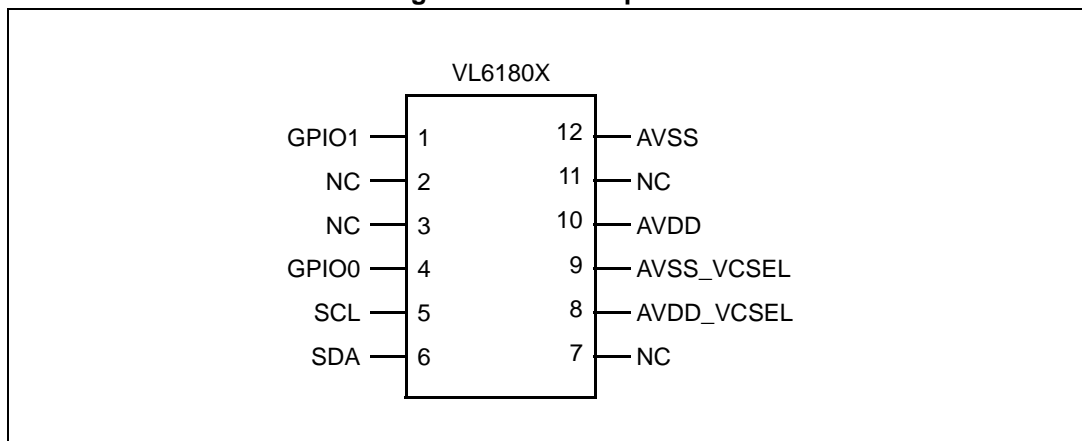 VL6180X
GPIO1 1 12 AVSS
NC 2 11 NC
NC 3 10 AVDD
GPIO0 4 9 AVSS_VCSEL
SCL 5 8 AVDD_VCSEL
SDA 6 7 NC